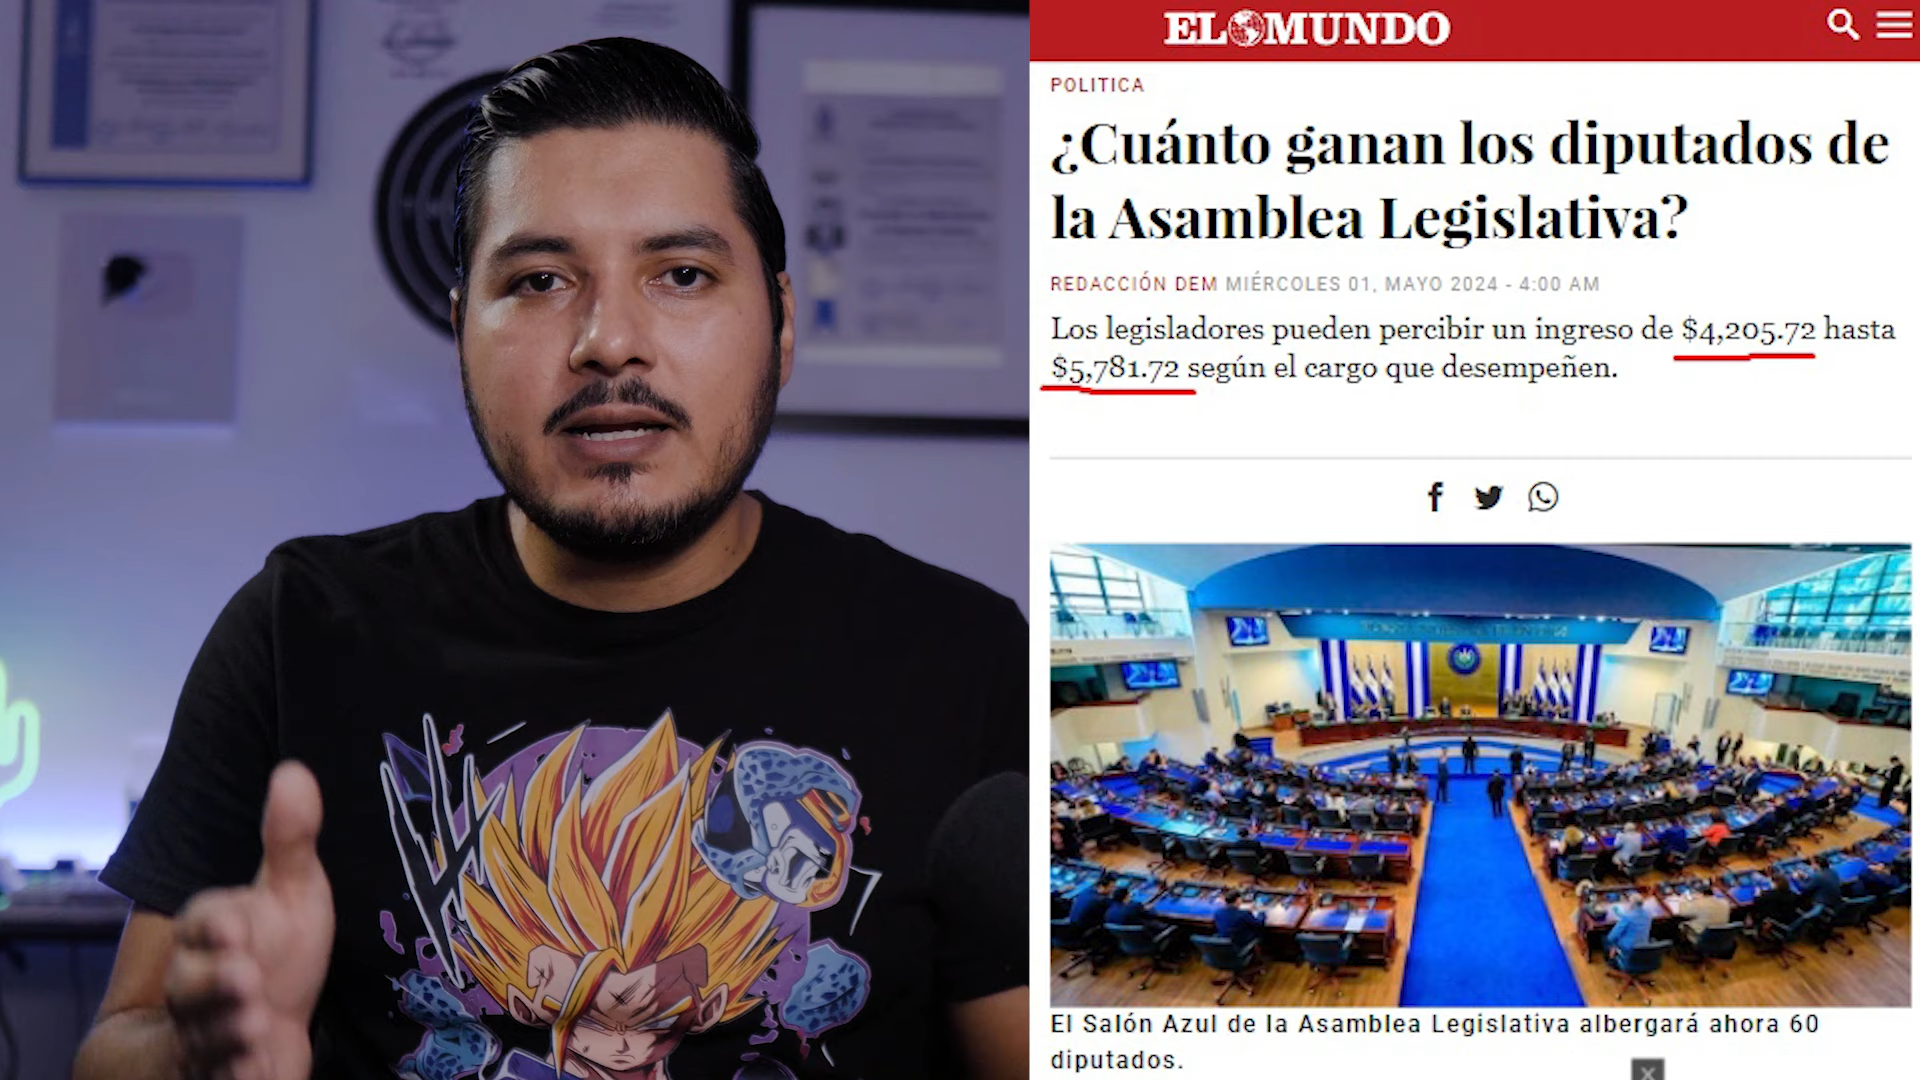 EL MUNDO
POLITICA
¿Cuánto ganan los diputados de
la Asamblea Legislativa?
REDACCIÓN DEM MIÉRCOLES 01, MAYO 2024 - 4:00 AM
Los legisladores pueden percibir un ingreso de $4,205.72 hasta
$5,781.72 según el cargo que desempeñen.
El Salón Azul de la Asamblea Legislativa albergará ahora 60
diputados.